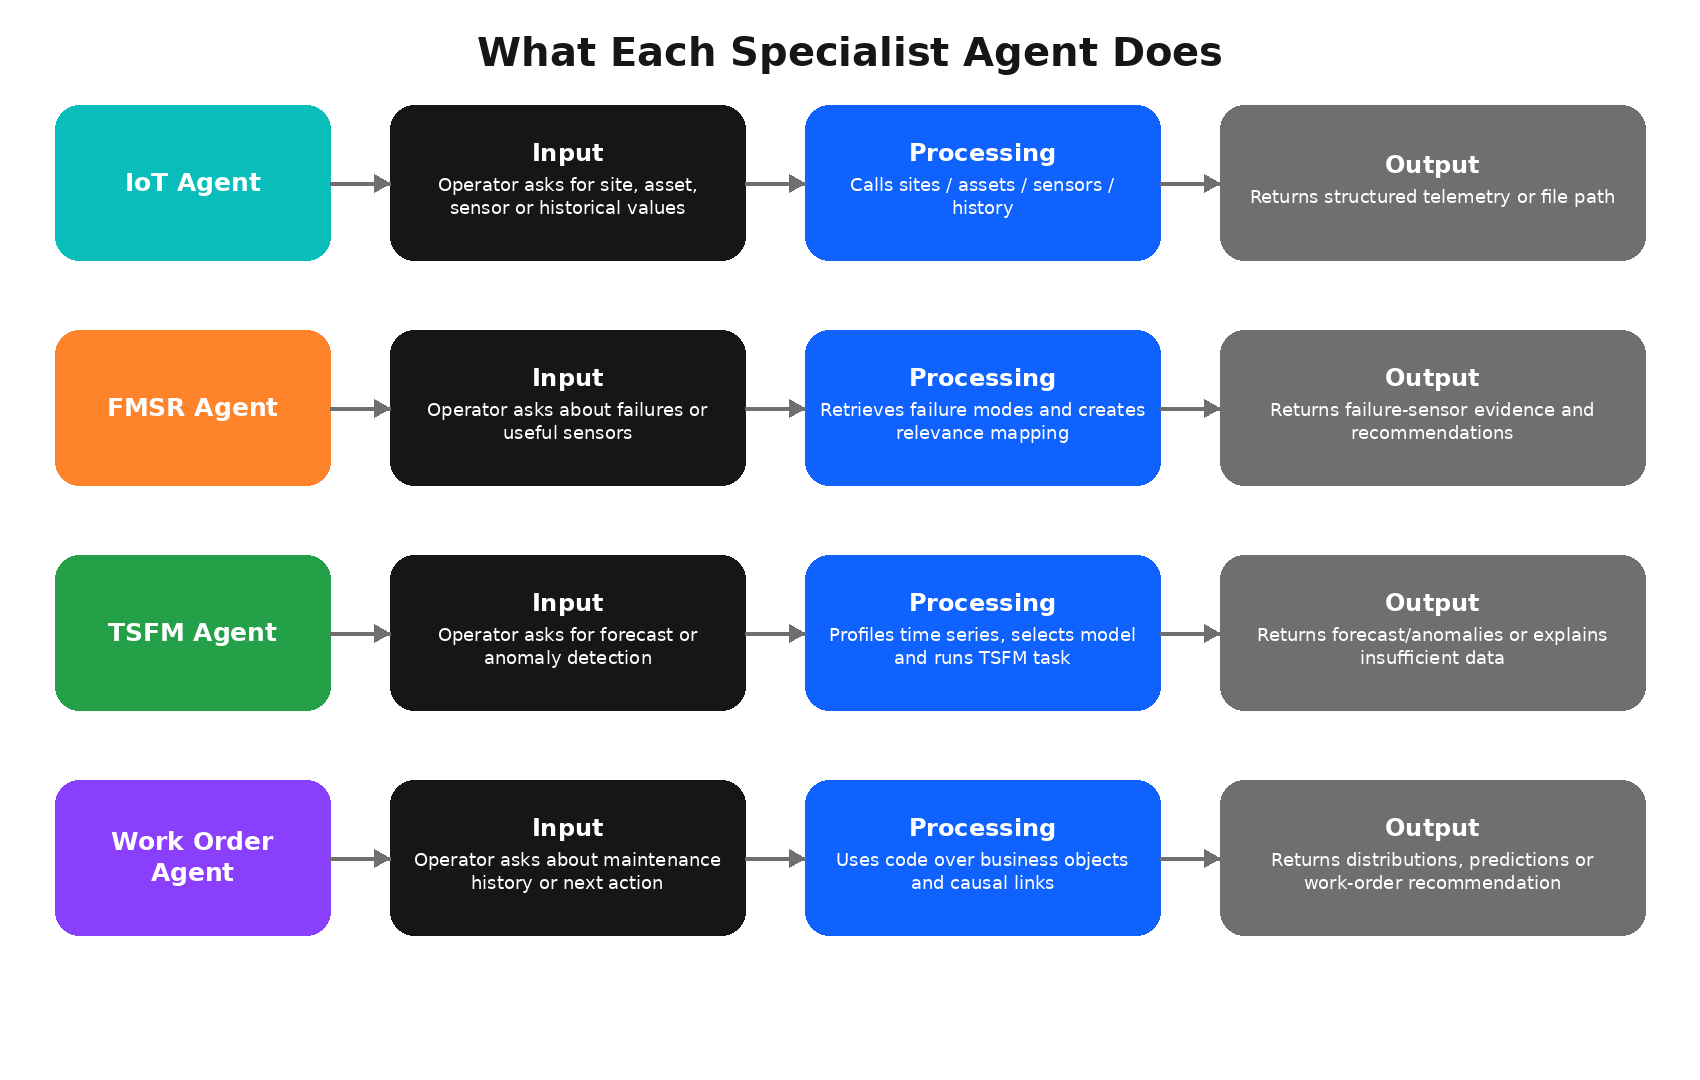 What Each Specialist Agent Does
IoT Agent
Input
Operator asks for site, asset,
sensor or historical values
Processing
Calls sites / assets / sensors /
history
Output
Returns structured telemetry or file path
FMSR Agent
Input
Operator asks about failures or
useful sensors
Processing
Retrieves failure modes and creates
relevance mapping
Output
Returns failure-sensor evidence and
recommendations
TSFM Agent
Input
Operator asks for forecast or
anomaly detection
Processing
Profiles time series, selects model
and runs TSFM task
Output
Returns forecast/anomalies or explains
insufficient data
Work Order
Agent
Input
Operator asks about maintenance
history or next action
Processing
Uses code over business objects
and causal links
Output
Returns distributions, predictions or
work-order recommendation